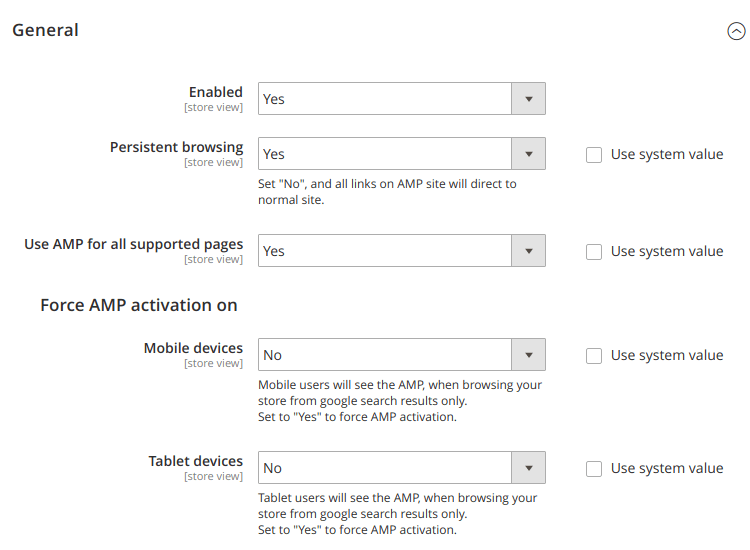 General
Enabled
[store view]
Yes
Persistent browsing
[store view]
Yes
Use system value
Set "No", and all links on AMP site will direct to
normal site.
Use AMP for all supported pages
[store view]
Yes
Use system value
Force AMP activation on
Mobile devices
[store view]
No
Use system value
Mobile users will see the AMP, when browsing your
store from google search results only.
Set to "Yes" to force AMP activation.
Tablet devices
[store view]
No
Use system value
Tablet users will see the AMP, when browsing your
store from google search results only.
Set to "Yes" to force AMP activation.